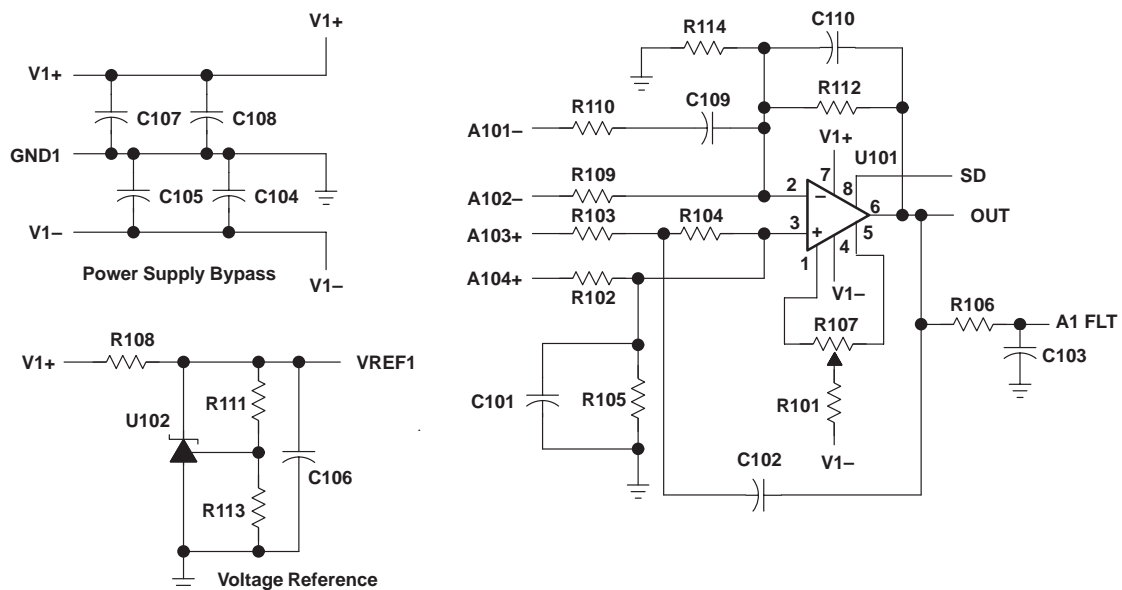 V1+
V1+
C107
C108
GND1
C105
C104
V1–
Power Supply Bypass
V1–
R108
V1+
VREF1
R111
U102
C106
R113
Voltage Reference
C110
R114
R112
C109
R110
A101–
V1+
U101
R109
7
8
SD
A102–
2
–
6
R103
R104
3
OUT
A103+
+
5
4
1
A104+
R102
V1–
R106
R107
A1 FLT
C103
C101
R105
R101
V1–
C102